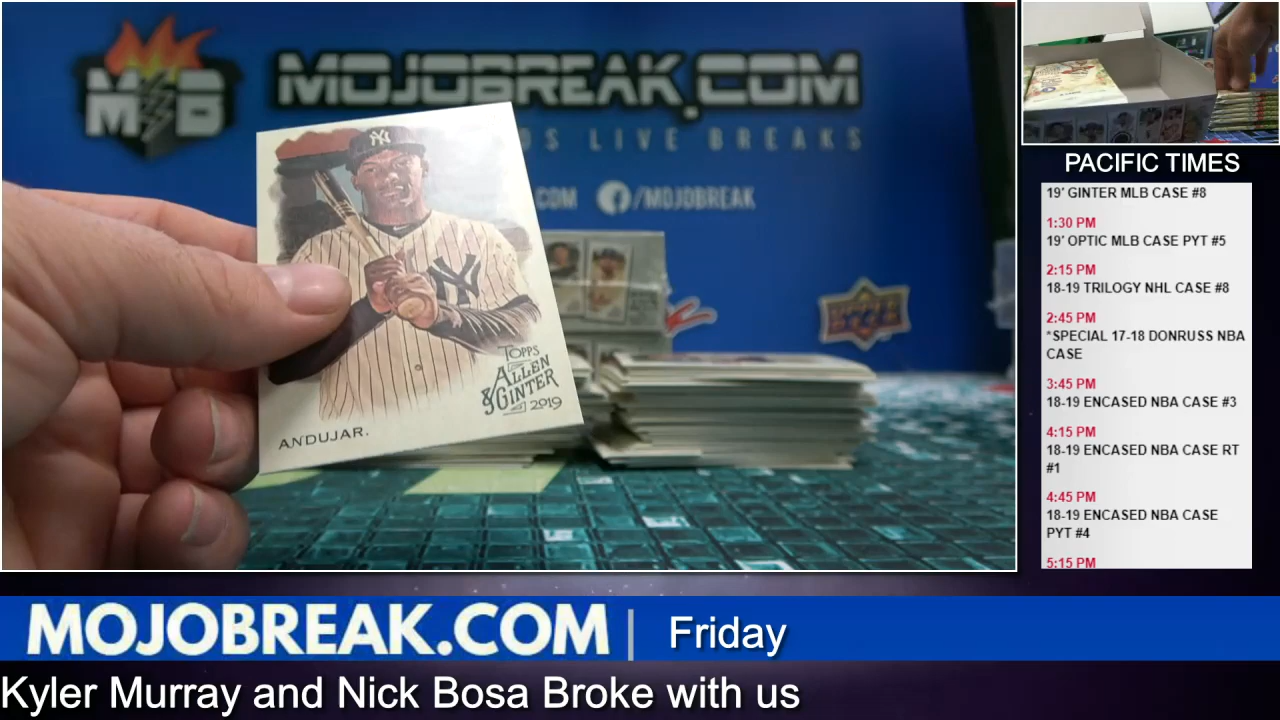 MOJOBREAK.COM
M B
DS LIVE BREAKS
.COM
/MOJOBREAK
NY
NY
TOPPS
ALLEN
& GINTER
2019
ANDUJAR.
PACIFIC TIMES
19' GINTER MLB CASE #8
1:30 PM
19' OPTIC MLB CASE PYT #5
2:15 PM
18-19 TRILOGY NHL CASE #8
2:45 PM
*SPECIAL 17-18 DONRUSS NBA
CASE
3:45 PM
18-19 ENCASED NBA CASE #3
4:15 PM
18-19 ENCASED NBA CASE RT
#1
4:45 PM
18-19 ENCASED NBA CASE
PYT #4
5:15 PM
MOJOBREAK.COM | Friday
Kyler Murray and Nick Bosa Broke with us